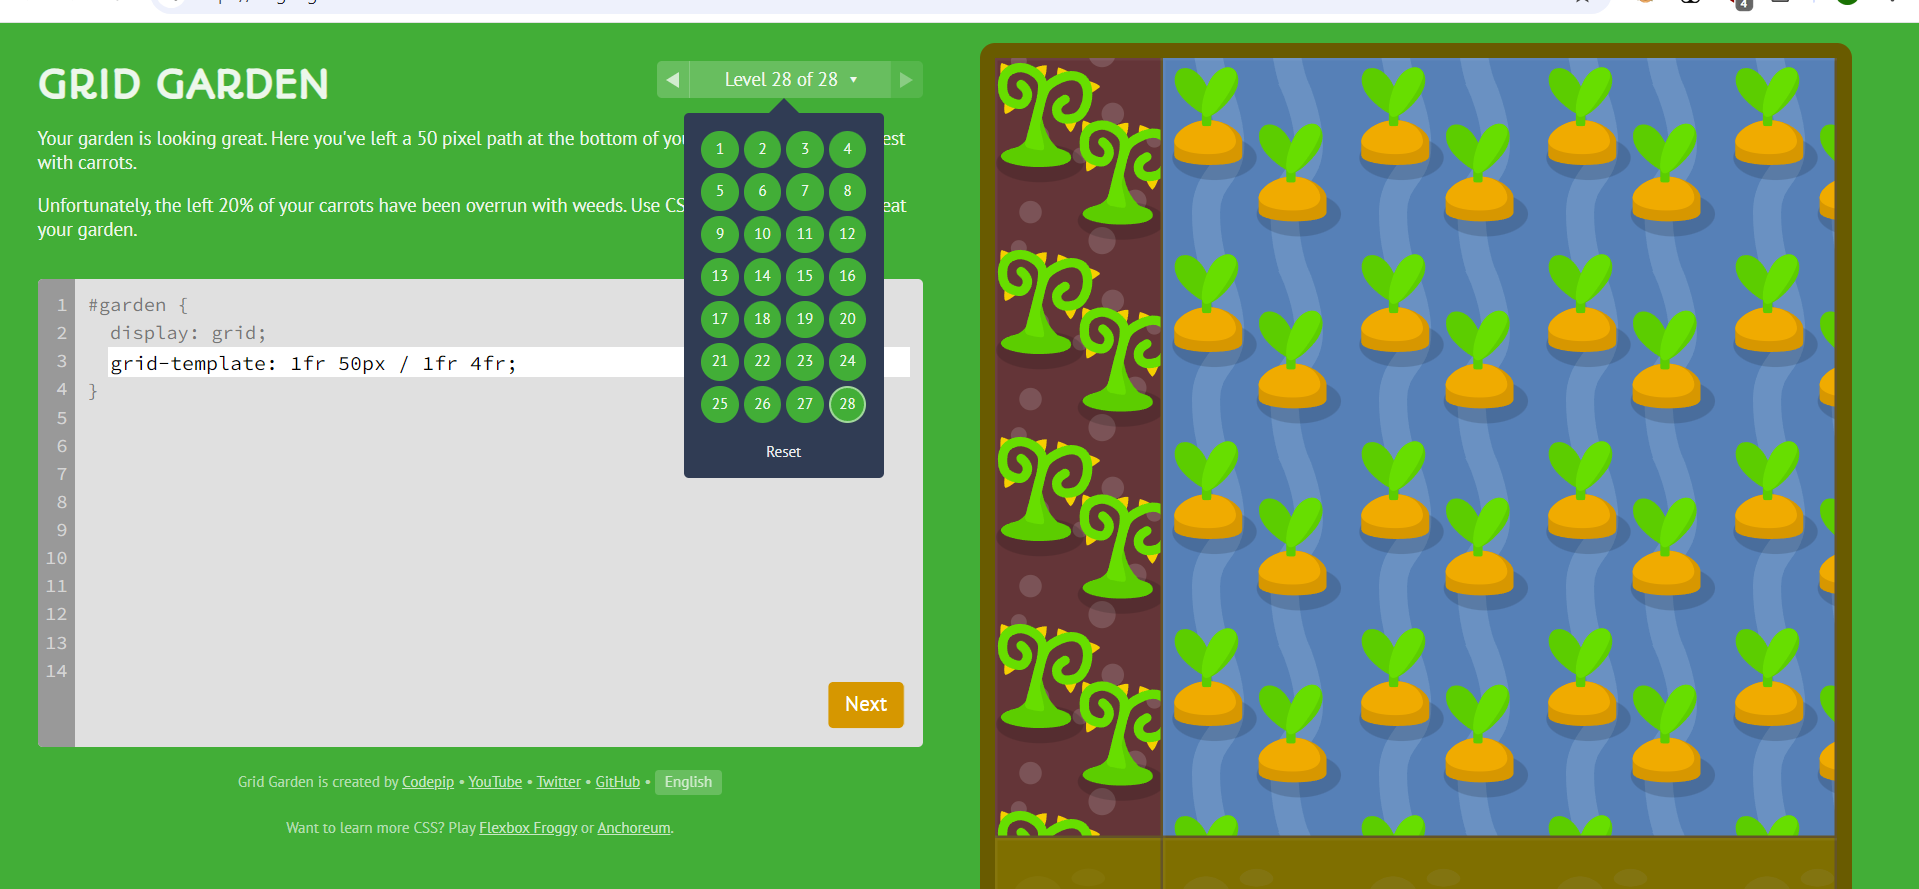 4
GRID GARDEN
Level 28 of 28
Your garden is looking great. Here you've left a 50 pixel path at the bottom of you est
with carrots.
Unfortunately, the left 20% of your carrots have been overrun with weeds. Use CS eat
your garden.
1 2 3 4
5 6 7 8
9 10 11 12
13 14 15 16
17 18 19 20
21 22 23 24
25 26 27 28
Reset
1 #garden {
2 display: grid;
3 grid-template: 1fr 50px / 1fr 4fr;
4 }
5
6
7
8
9
10
11
12
13
14
Next
Grid Garden is created by Codepip • YouTube • Twitter • GitHub • English
Want to learn more CSS? Play Flexbox Froggy or Anchoreum.